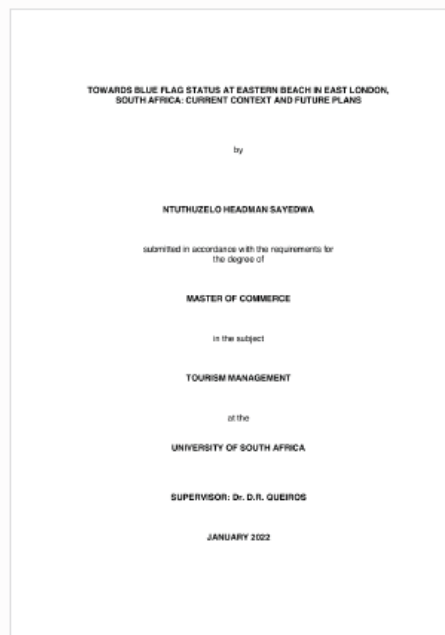 TOWARDS BLUE FLAG STATUS AT EASTERN BEACH IN EAST LONDON,
SOUTH AFRICA: CURRENT CONTEXT AND FUTURE PLANS
by
NTUTHUZELO HEADMAN SAYEDWA
submitted in accordance with the requirements for
the degree of
MASTER OF COMMERCE
in the subject
TOURISM MANAGEMENT
at the
UNIVERSITY OF SOUTH AFRICA
SUPERVISOR: Dr. D.R. QUEIROS
JANUARY 2022